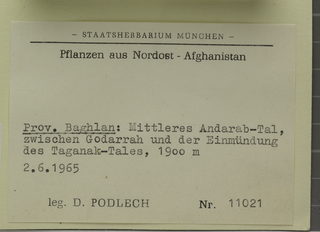 - STAATSHERBARIUM MÜNCHEN -
Pflanzen aus Nordost - Afghanistan
Prov. Baghlan: Mittleres Andarab-Tal,
zwischen Godarrah und der Einmündung
des Taganak-Tales, 19oo m
2.6.1965
leg. D. PODLECH Nr. 11021